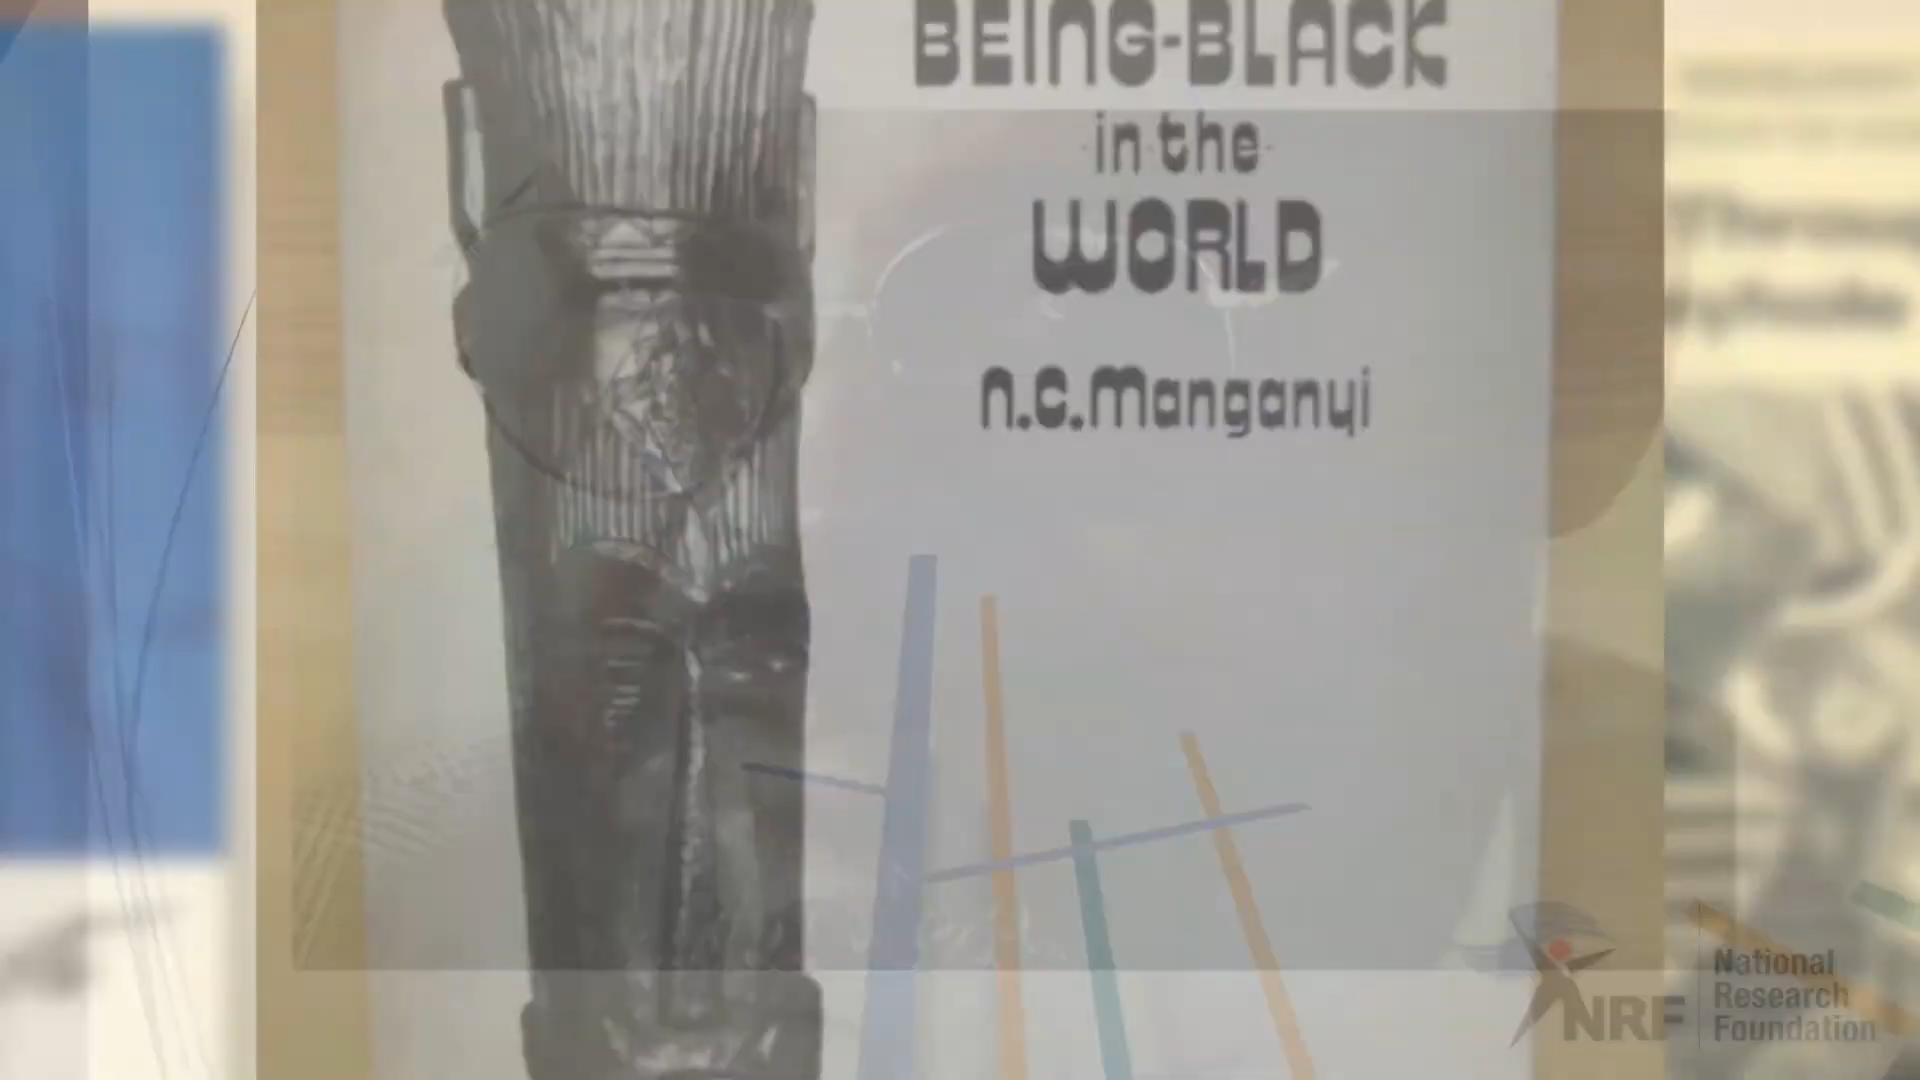 BEING-BLACK
in the
WORLD
N.C. Manganyi
NRF
National
Research
Foundation